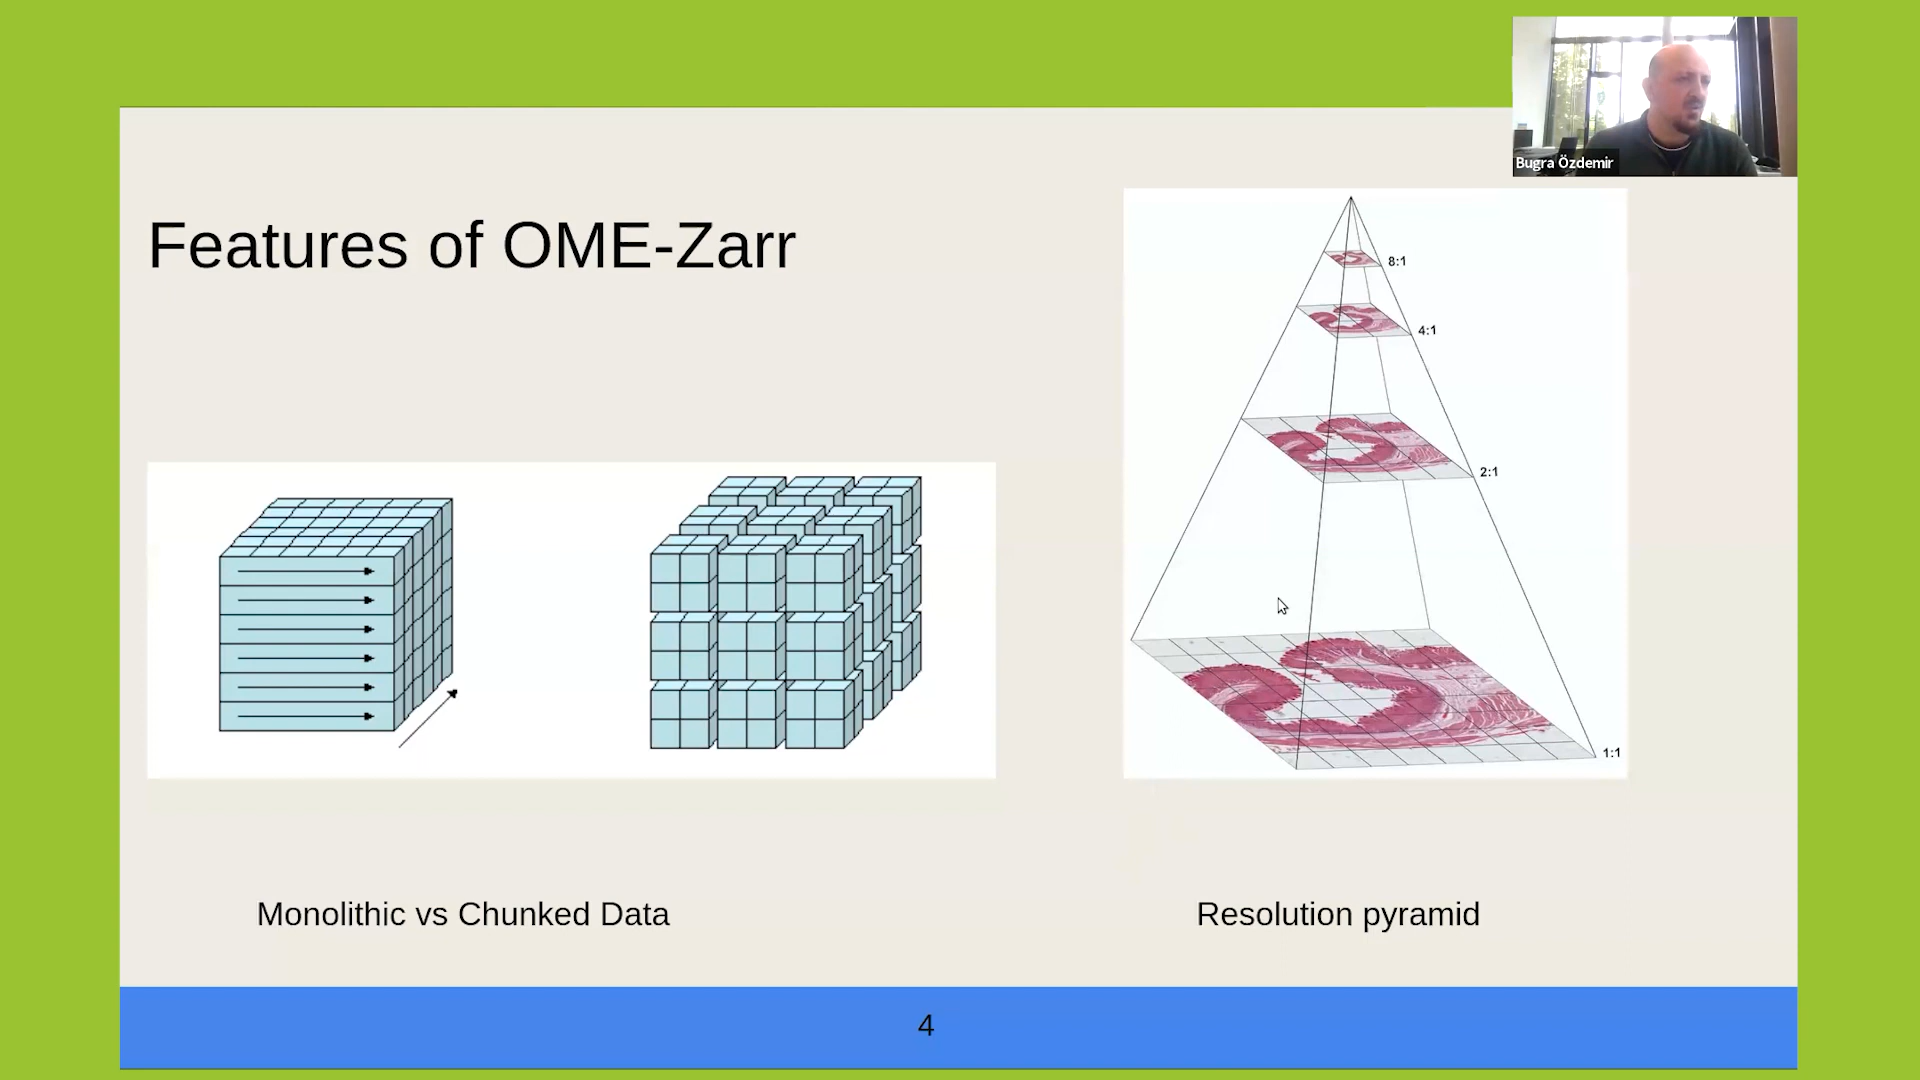 Bugra Özdemir
Features of OME-Zarr
8:1
4:1
2:1
1:1
Monolithic vs Chunked Data
Resolution pyramid
4